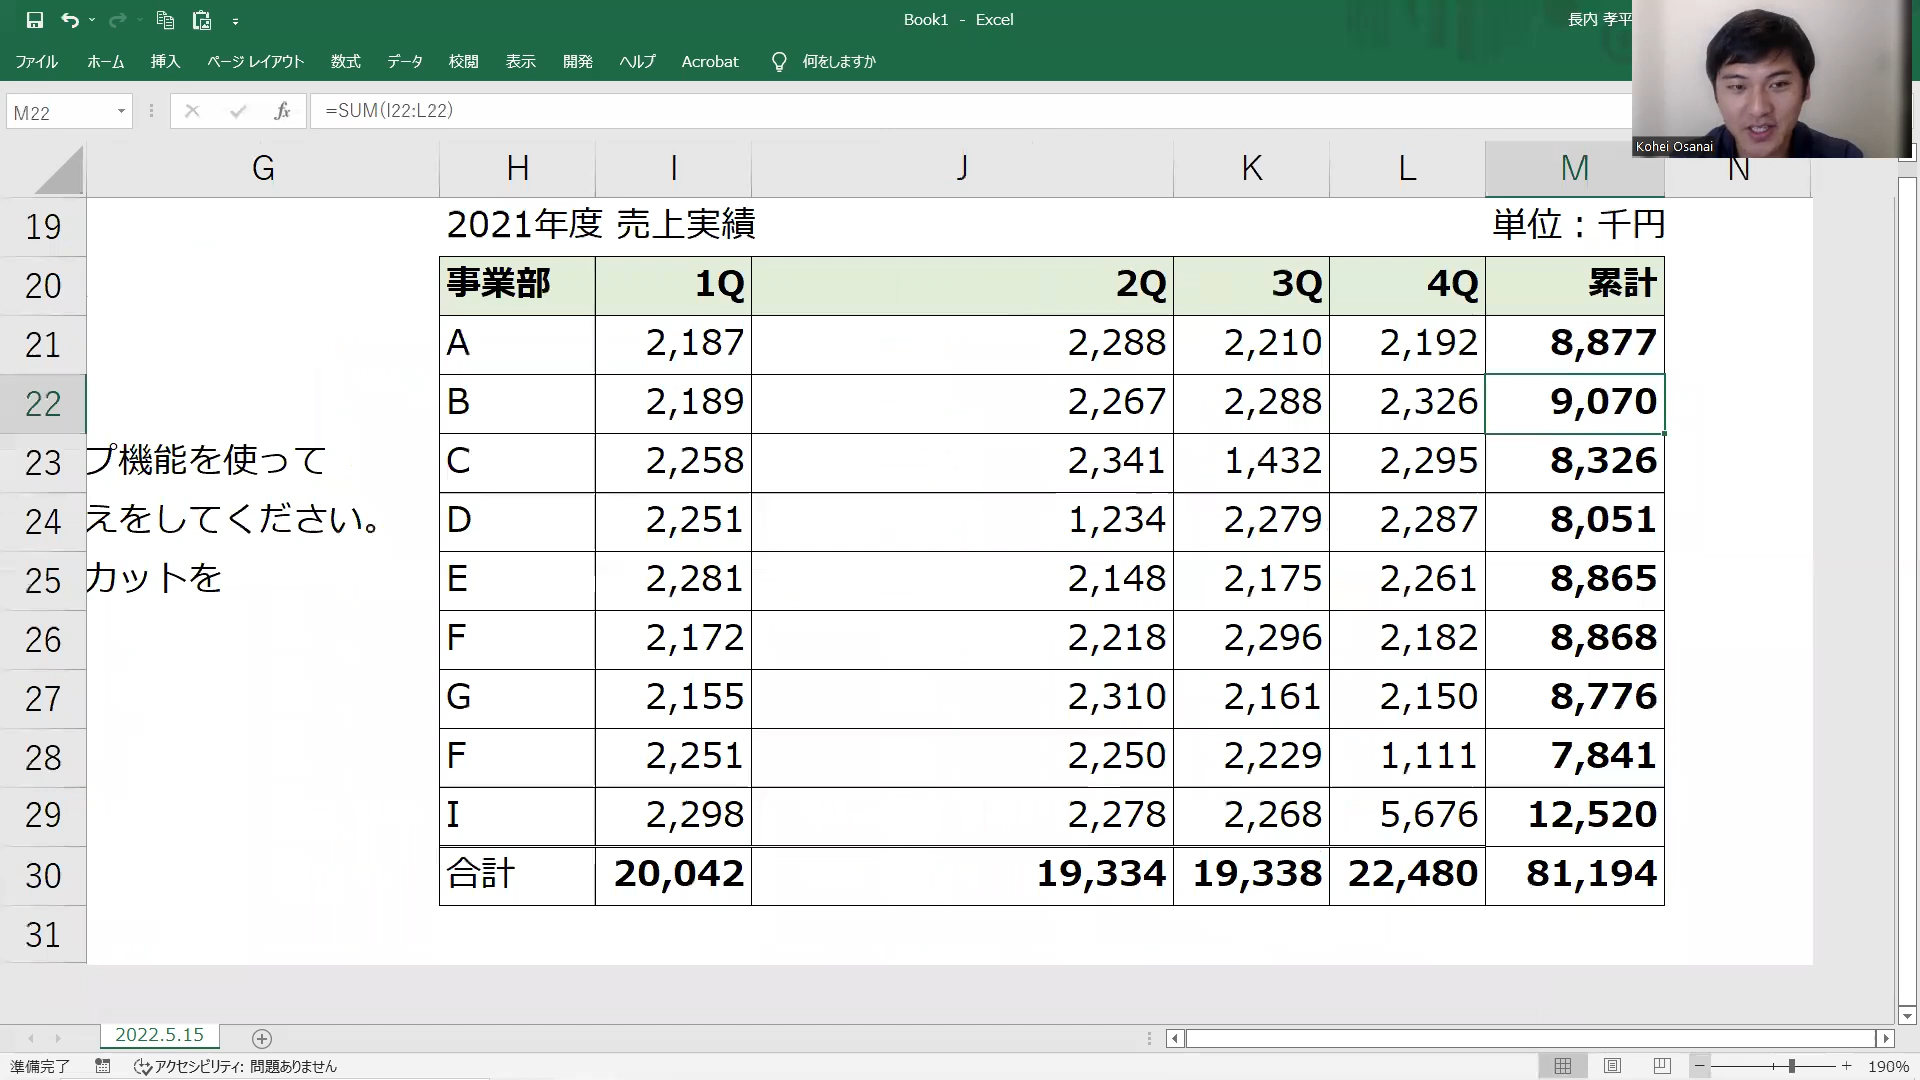 Book1 - Excel
長内 孝平
ファイル ホーム 挿入 ページ レイアウト 数式 データ 校閲 表示 開発 ヘルプ Acrobat 何をしますか
Kohei Osanai
M22 fx =SUM(I22:L22)
G H I J K L M N
19 2021年度 売上実績 単位：千円
20 事業部 1Q 2Q 3Q 4Q 累計
21 A 2,187 2,288 2,210 2,192 8,877
22 B 2,189 2,267 2,288 2,326 9,070
23 プ機能を使って C 2,258 2,341 1,432 2,295 8,326
24 えをしてください。 D 2,251 1,234 2,279 2,287 8,051
25 カットを E 2,281 2,148 2,175 2,261 8,865
26 F 2,172 2,218 2,296 2,182 8,868
27 G 2,155 2,310 2,161 2,150 8,776
28 F 2,251 2,250 2,229 1,111 7,841
29 I 2,298 2,278 2,268 5,676 12,520
30 合計 20,042 19,334 19,338 22,480 81,194
31
2022.5.15
準備完了 アクセシビリティ: 問題ありません 190%